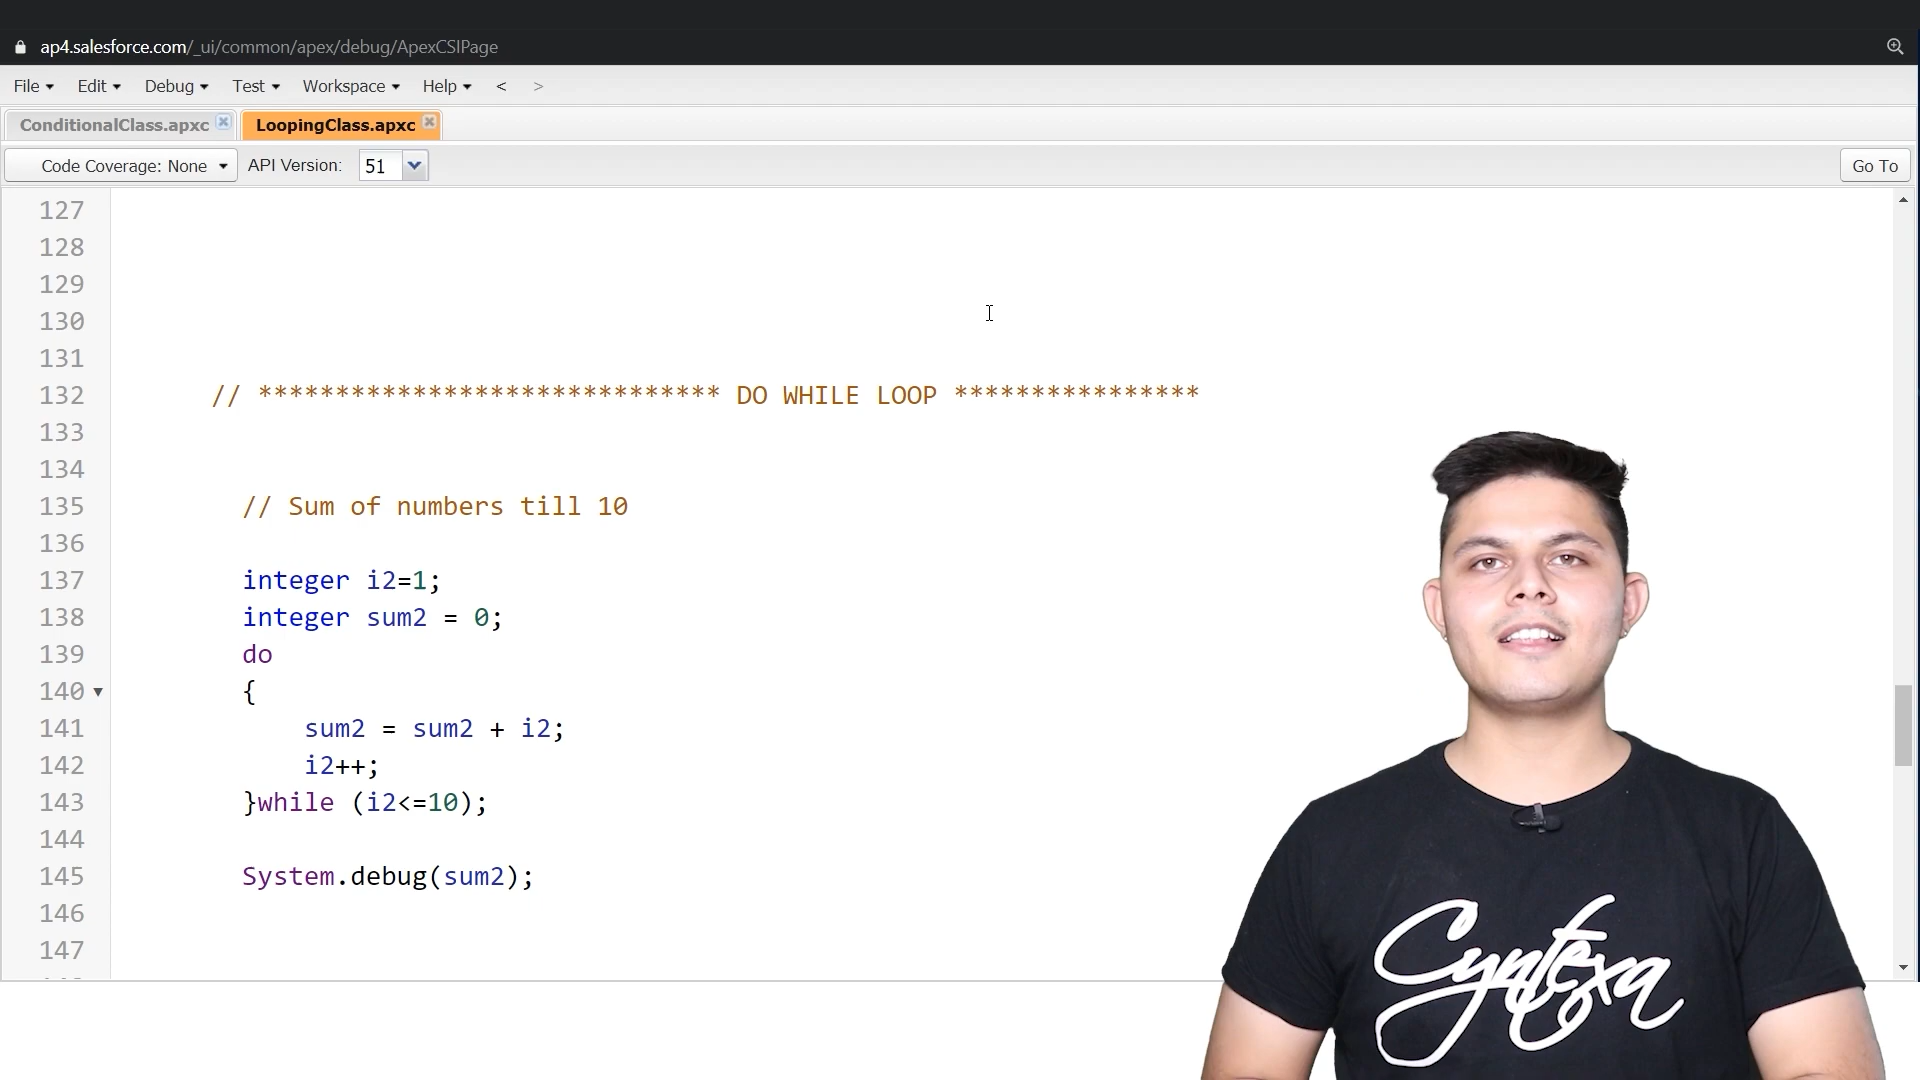 ap4.salesforce.com/_ui/common/apex/debug/ApexCSIPage
File Edit Debug Test Workspace Help < >
ConditionalClass.apxc LoopingClass.apxc
Code Coverage: None API Version: 51 Go To
127
128
129
130
131
132 // ****************************** DO WHILE LOOP ****************
133
134
135 // Sum of numbers till 10
136
137 integer i2=1;
138 integer sum2 = 0;
139 do
140 {
141 sum2 = sum2 + i2;
142 i2++;
143 }while (i2<=10);
144
145 System.debug(sum2);
146
147
Cyntexa